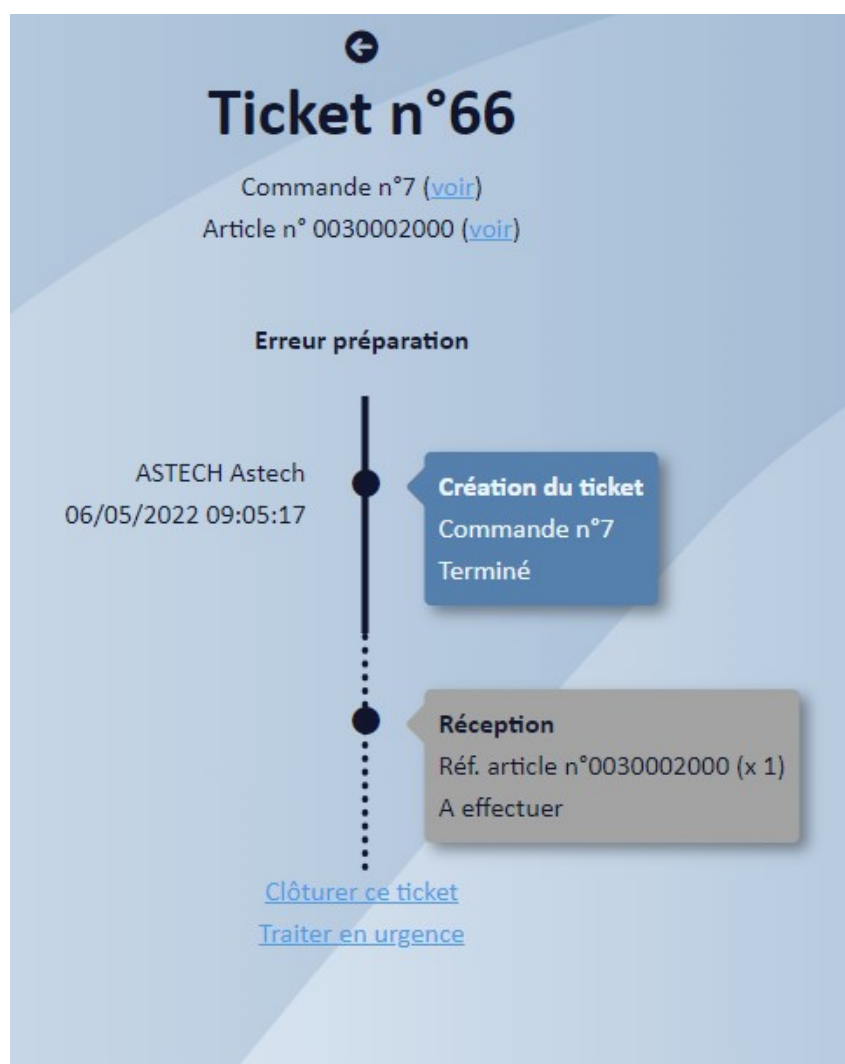 Ticket n°66
Commande n°7 (voir)
Article n° 0030002000 (voir)
Erreur préparation
ASTECH Astech
06/05/2022 09:05:17
Création du ticket
Commande n°7
Terminé
Réception
Réf. article n°0030002000 (x 1)
A effectuer
Clôturer ce ticket
Traiter en urgence